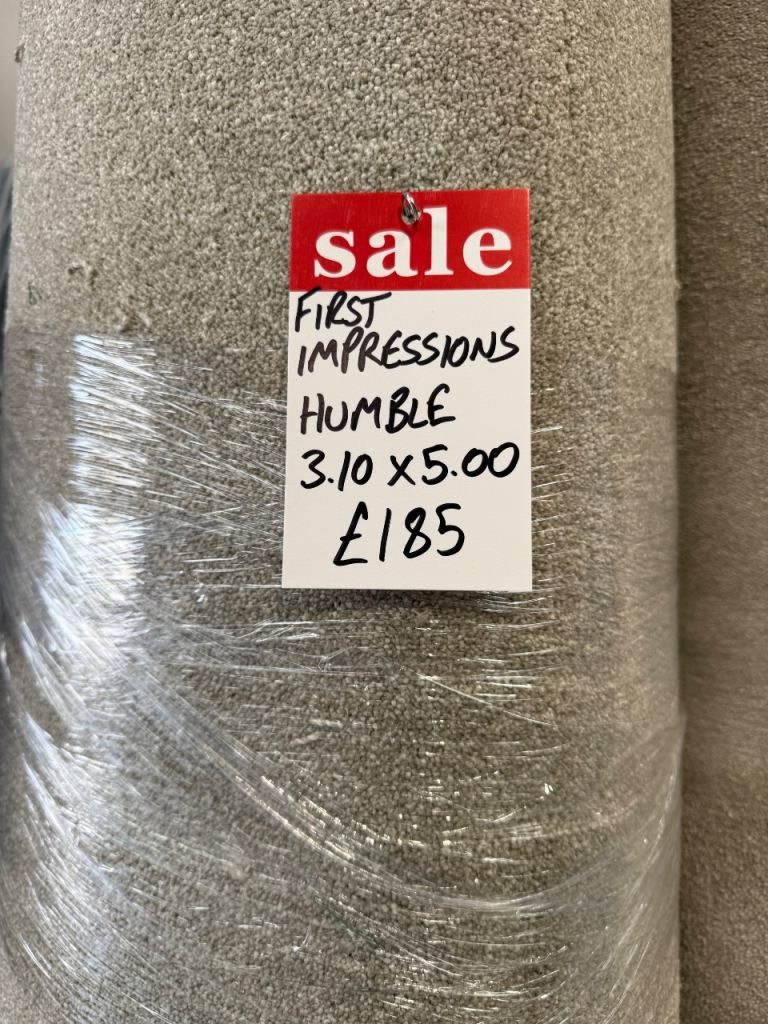 sale
FIRST
IMPRESSIONS
HUMBLE
3.10 x 5.00
£185